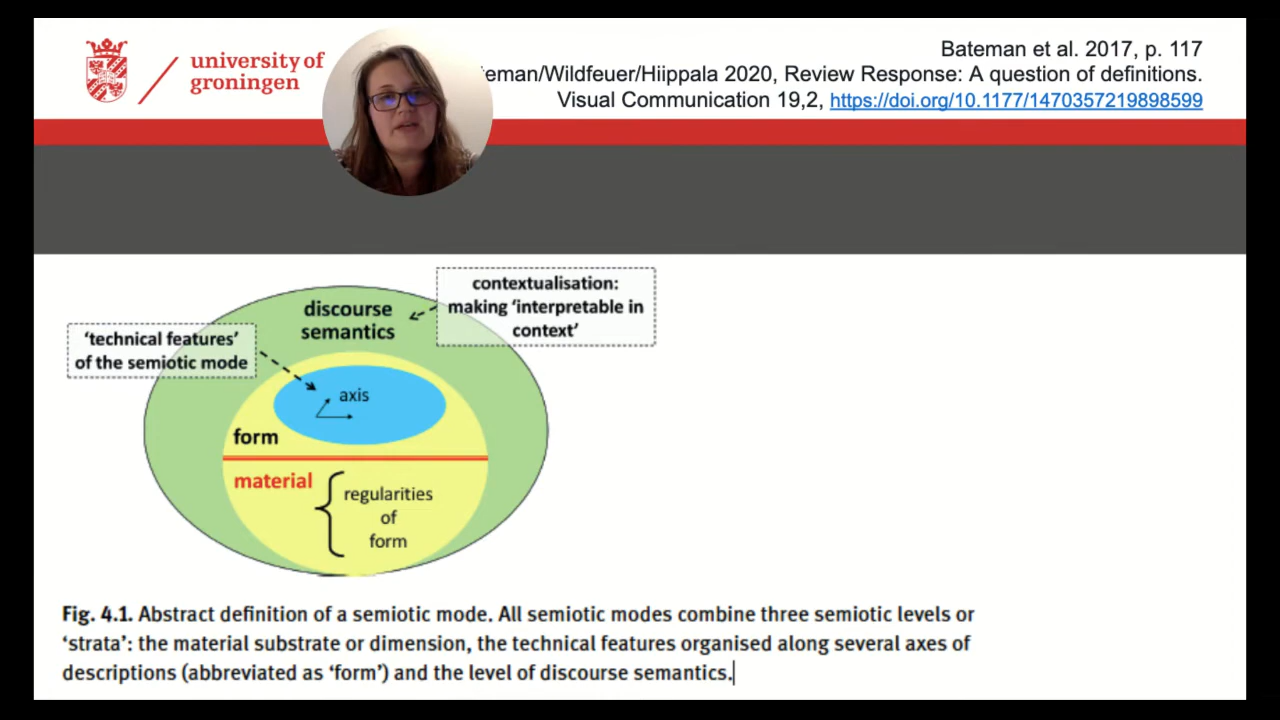 university of
groningen
Bateman et al. 2017, p. 117
eman/Wildfeuer/Hiippala 2020, Review Response: A question of definitions.
Visual Communication 19,2, https://doi.org/10.1177/1470357219898599
contextualisation:
making ‘interpretable in
context’
discourse
semantics
‘technical features’
of the semiotic mode
axis
form
material
regularities
of
form
Fig. 4.1. Abstract definition of a semiotic mode. All semiotic modes combine three semiotic levels or
‘strata’: the material substrate or dimension, the technical features organised along several axes of
descriptions (abbreviated as ‘form’) and the level of discourse semantics.